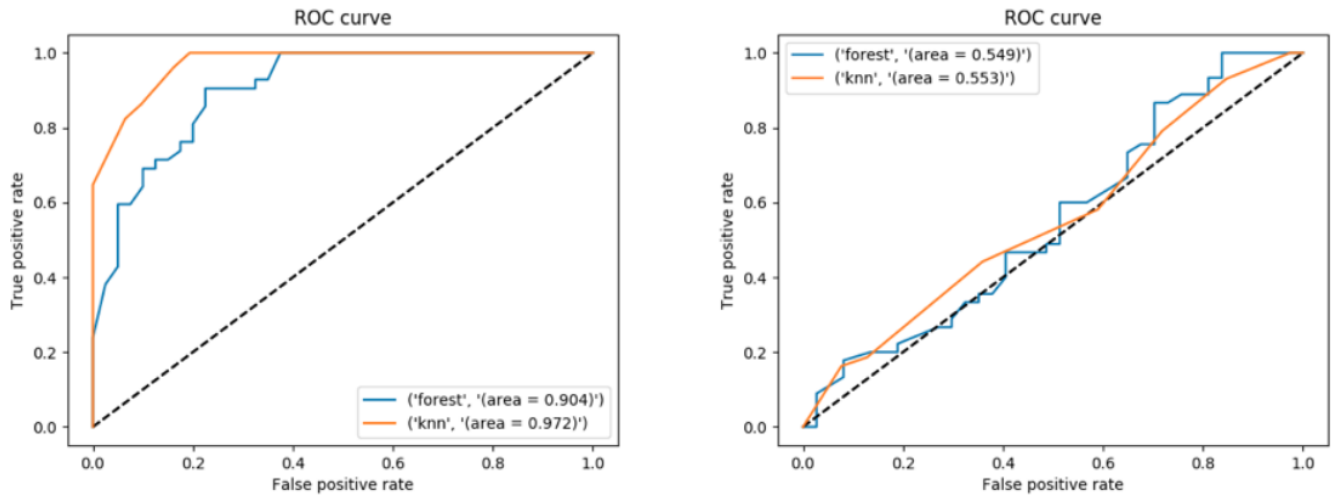 ROC curve
1.0
0.8
0.6
0.4
0.2
0.0
True positive rate
('forest', '(area = 0.904)')
('knn', '(area = 0.972)')
0.0 0.2 0.4 0.6 0.8 1.0
False positive rate
ROC curve
('forest', '(area = 0.549)')
('knn', '(area = 0.553)')
1.0
0.8
0.6
0.4
0.2
0.0
True positive rate
0.0 0.2 0.4 0.6 0.8 1.0
False positive rate